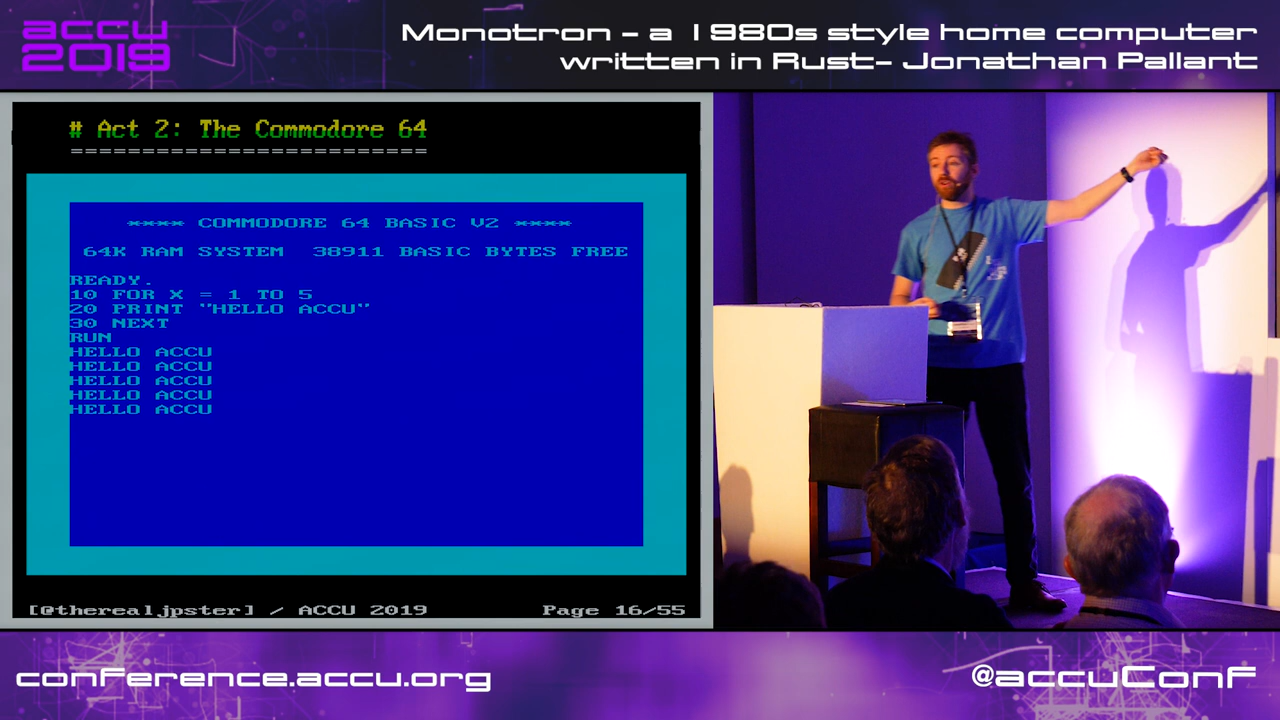 accu
2019
Monotron - a 1980s style home computer
written in Rust- Jonathan Pallant
# Act 2: The Commodore 64
=========================
**** COMMODORE 64 BASIC V2 ****
64K RAM SYSTEM 38911 BASIC BYTES FREE
READY.
10 FOR X = 1 TO 5
20 PRINT "HELLO ACCU"
30 NEXT
RUN
HELLO ACCU
HELLO ACCU
HELLO ACCU
HELLO ACCU
HELLO ACCU
[@therealjpster] / ACCU 2019
Page 16/55
conference.accu.org
@accuConf